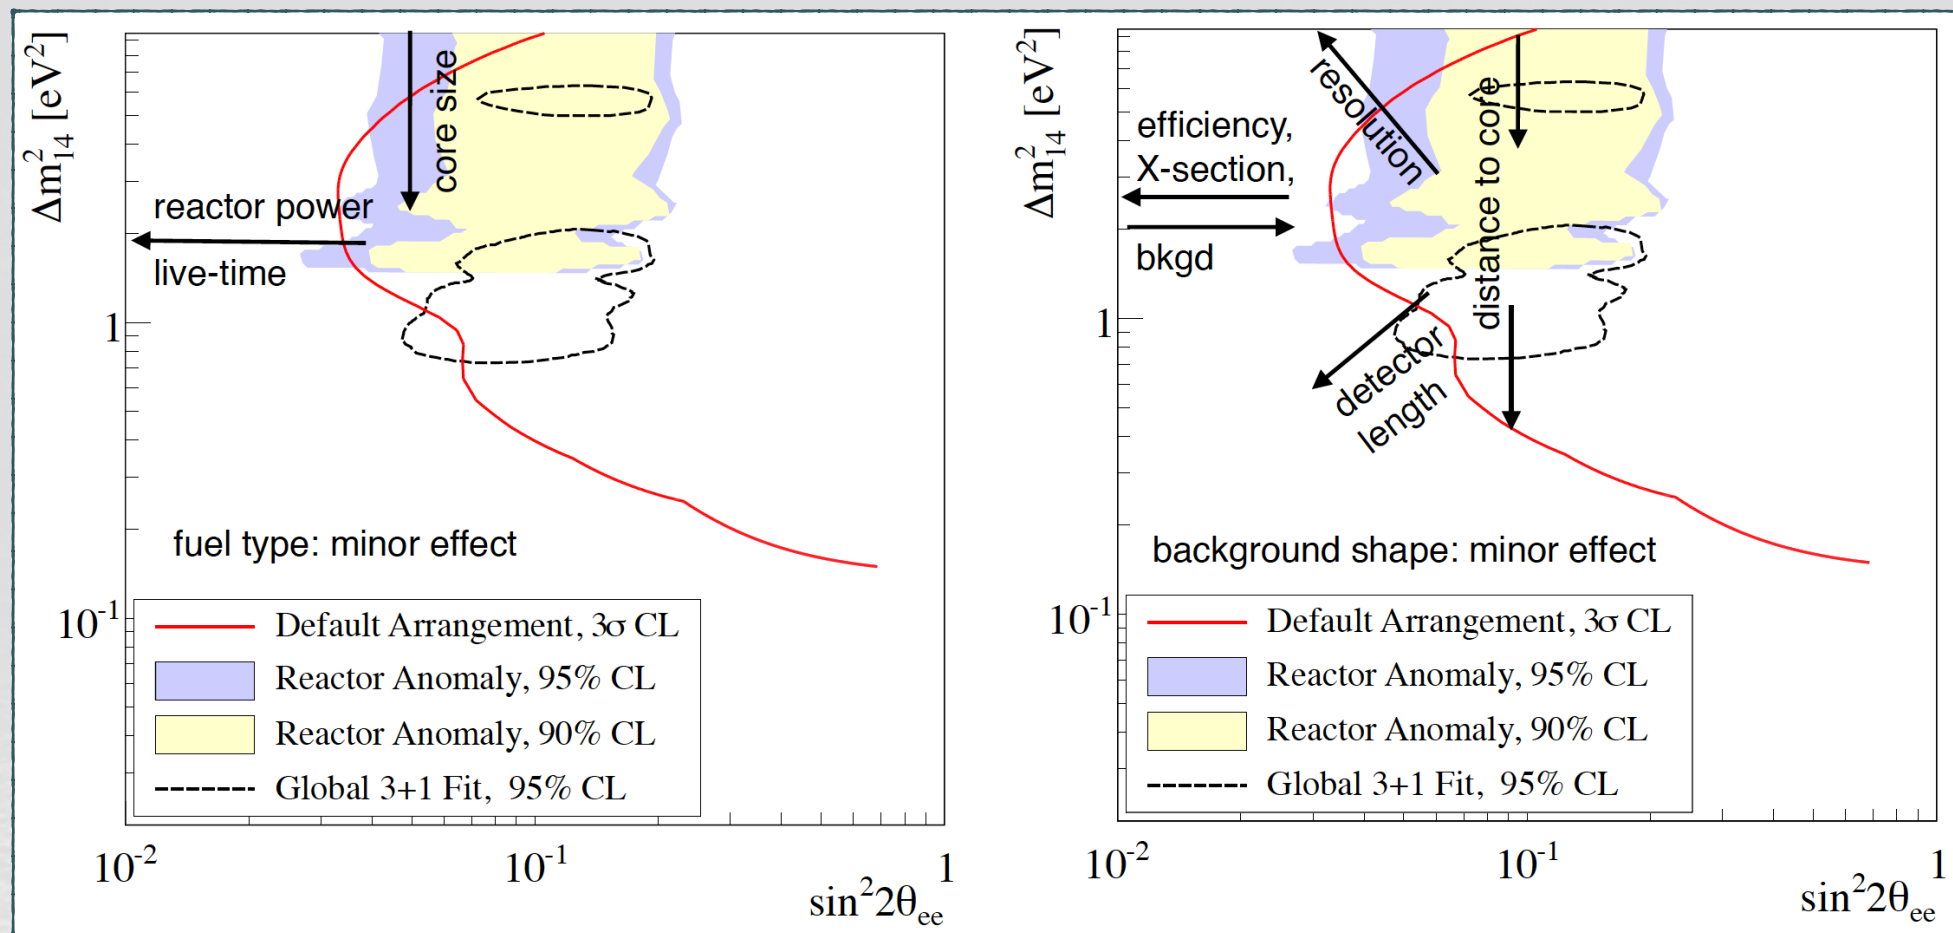 Δm²₁₄ [eV²]
core size
reactor power
live-time
1
fuel type: minor effect
10⁻¹
Default Arrangement, 3σ CL
Reactor Anomaly, 95% CL
Reactor Anomaly, 90% CL
Global 3+1 Fit, 95% CL
10⁻² 10⁻¹ 1
sin²2θₑₑ
Δm²₁₄ [eV²]
resolution
distance to core
efficiency,
X-section,
bkgd
1
detector
length
background shape: minor effect
10⁻¹
Default Arrangement, 3σ CL
Reactor Anomaly, 95% CL
Reactor Anomaly, 90% CL
Global 3+1 Fit, 95% CL
10⁻² 10⁻¹ 1
sin²2θₑₑ